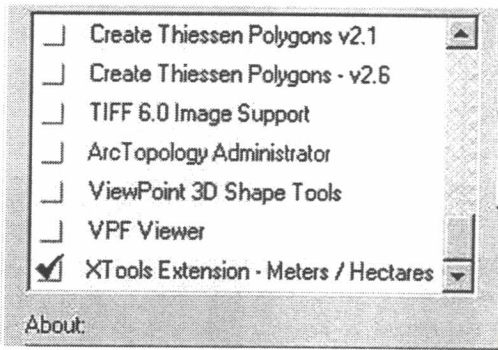 Create Thiessen Polygons v2.1
Create Thiessen Polygons - v2.6
TIFF 6.0 Image Support
ArcTopology Administrator
ViewPoint 3D Shape Tools
VPF Viewer
XTools Extension - Meters / Hectares
About: